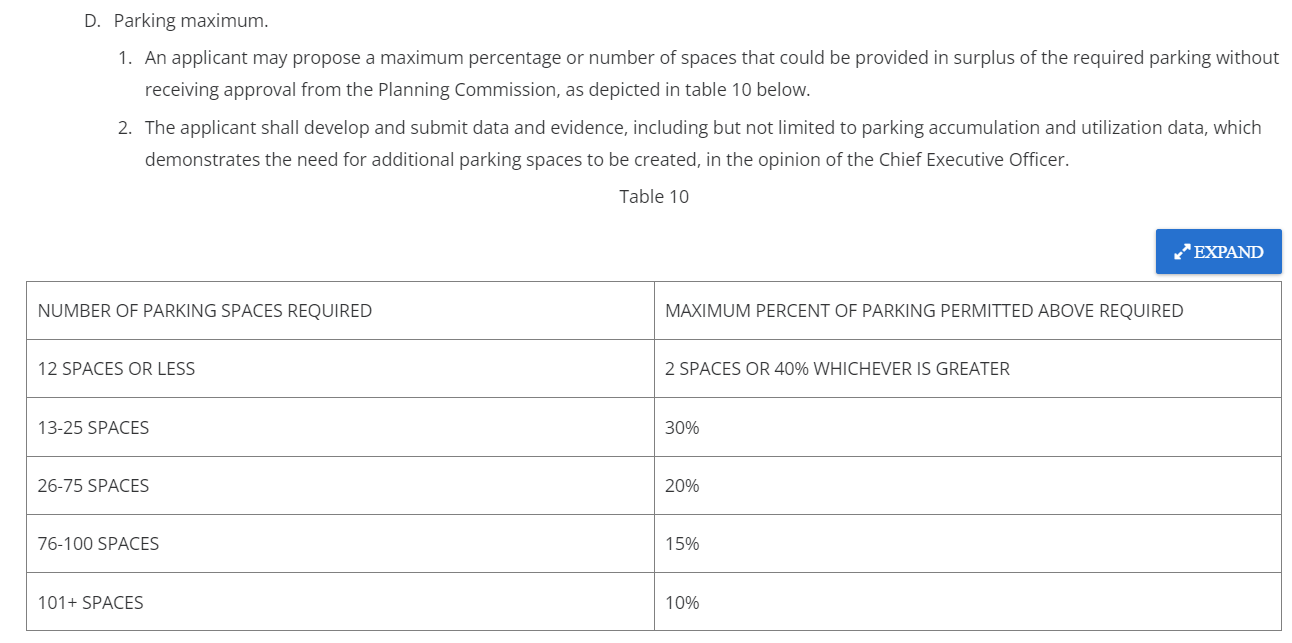 D. Parking maximum.
1. An applicant may propose a maximum percentage or number of spaces that could be provided in surplus of the required parking without
receiving approval from the Planning Commission, as depicted in table 10 below.
2. The applicant shall develop and submit data and evidence, including but not limited to parking accumulation and utilization data, which
demonstrates the need for additional parking spaces to be created, in the opinion of the Chief Executive Officer.
Table 10
EXPAND
NUMBER OF PARKING SPACES REQUIRED MAXIMUM PERCENT OF PARKING PERMITTED ABOVE REQUIRED
12 SPACES OR LESS 2 SPACES OR 40% WHICHEVER IS GREATER
13-25 SPACES 30%
26-75 SPACES 20%
76-100 SPACES 15%
101+ SPACES 10%